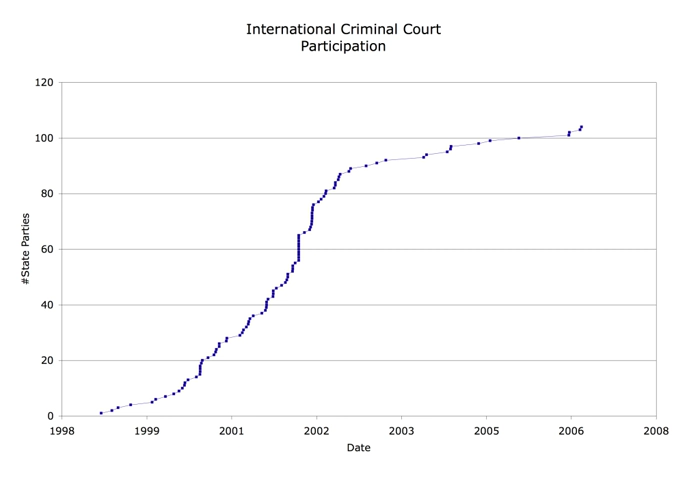 International Criminal Court
Participation
120
100
80
60
40
20
0
#State Parties
1998 1999 2001 2002 2003 2005 2006 2008
Date